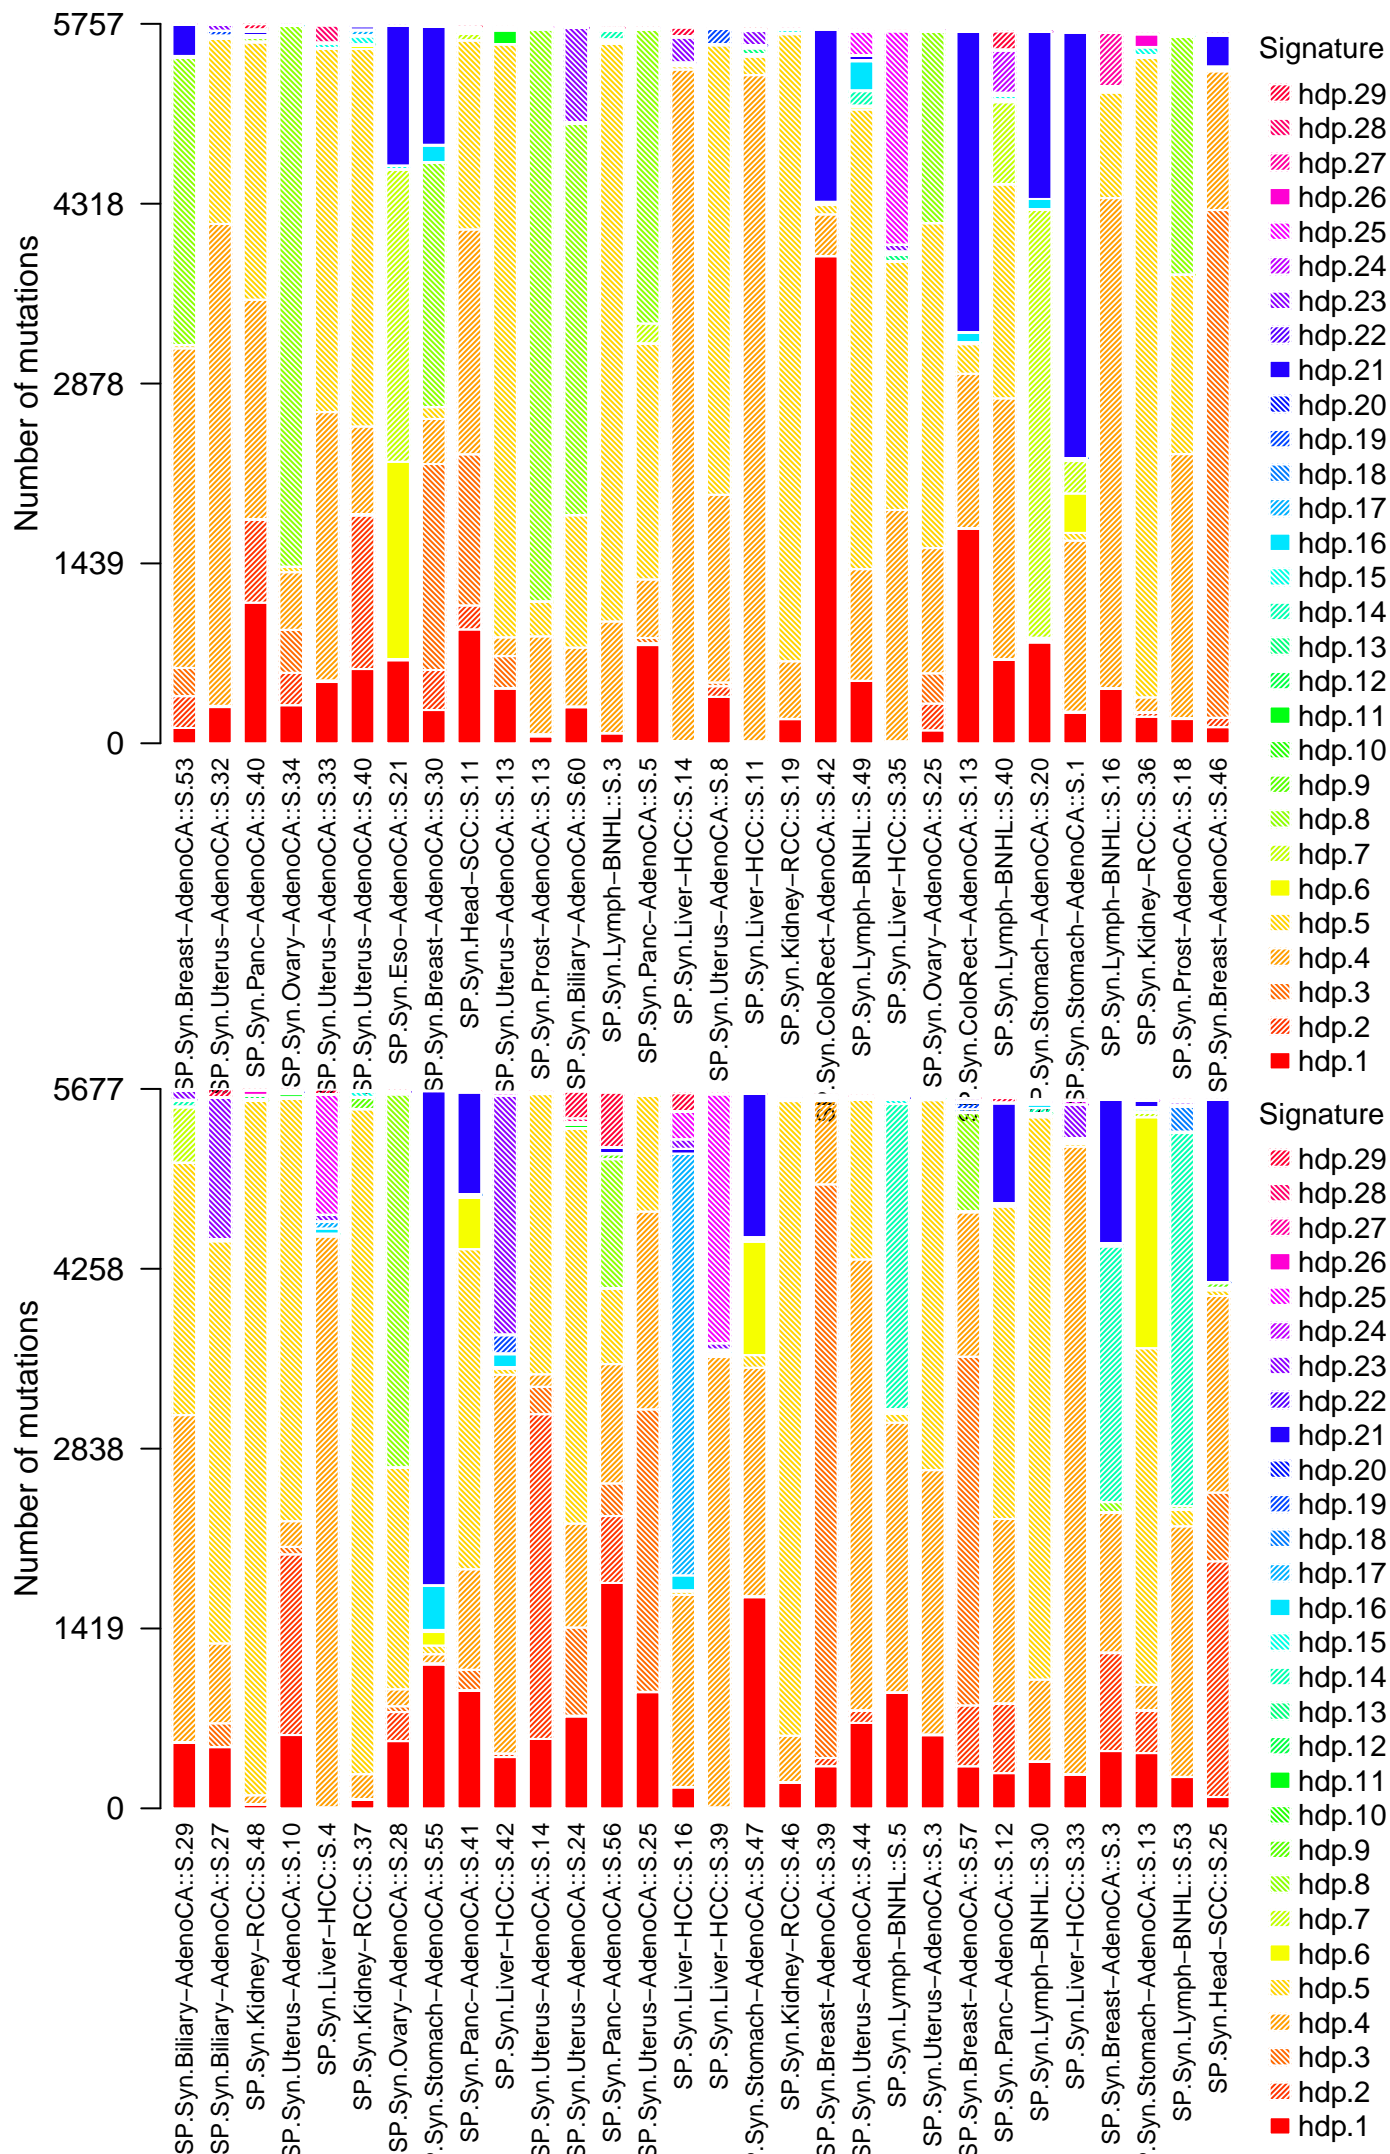 Number of mutations
5757
4318
2878
1439
0
SP.Syn.Breast−AdenoCA::S.53
SP.Syn.Uterus−AdenoCA::S.32
SP.Syn.Panc−AdenoCA::S.40
SP.Syn.Ovary−AdenoCA::S.34
SP.Syn.Uterus−AdenoCA::S.33
SP.Syn.Uterus−AdenoCA::S.40
SP.Syn.Eso−AdenoCA::S.21
SP.Syn.Breast−AdenoCA::S.30
SP.Syn.Head−SCC::S.11
SP.Syn.Uterus−AdenoCA::S.13
SP.Syn.Prost−AdenoCA::S.13
SP.Syn.Biliary−AdenoCA::S.60
SP.Syn.Lymph−BNHL::S.3
SP.Syn.Panc−AdenoCA::S.5
SP.Syn.Liver−HCC::S.14
SP.Syn.Uterus−AdenoCA::S.8
SP.Syn.Liver−HCC::S.11
SP.Syn.Kidney−RCC::S.19
SP.Syn.ColoRect−AdenoCA::S.42
SP.Syn.Lymph−BNHL::S.49
SP.Syn.Liver−HCC::S.35
SP.Syn.Ovary−AdenoCA::S.25
SP.Syn.ColoRect−AdenoCA::S.13
SP.Syn.Lymph−BNHL::S.40
P.Syn.Stomach−AdenoCA::S.20
SP.Syn.Stomach−AdenoCA::S.1
SP.Syn.Lymph−BNHL::S.16
SP.Syn.Kidney−RCC::S.36
SP.Syn.Prost−AdenoCA::S.18
SP.Syn.Breast−AdenoCA::S.46
Signature
hdp.29
hdp.28
hdp.27
hdp.26
hdp.25
hdp.24
hdp.23
hdp.22
hdp.21
hdp.20
hdp.19
hdp.18
hdp.17
hdp.16
hdp.15
hdp.14
hdp.13
hdp.12
hdp.11
hdp.10
hdp.9
hdp.8
hdp.7
hdp.6
hdp.5
hdp.4
hdp.3
hdp.2
hdp.1
Number of mutations
5677
4258
2838
1419
0
SP.Syn.Biliary−AdenoCA::S.29
SP.Syn.Biliary−AdenoCA::S.27
SP.Syn.Kidney−RCC::S.48
SP.Syn.Uterus−AdenoCA::S.10
SP.Syn.Liver−HCC::S.4
SP.Syn.Kidney−RCC::S.37
SP.Syn.Ovary−AdenoCA::S.28
P.Syn.Stomach−AdenoCA::S.55
SP.Syn.Panc−AdenoCA::S.41
SP.Syn.Liver−HCC::S.42
SP.Syn.Uterus−AdenoCA::S.14
SP.Syn.Uterus−AdenoCA::S.24
SP.Syn.Panc−AdenoCA::S.56
SP.Syn.Uterus−AdenoCA::S.25
SP.Syn.Liver−HCC::S.16
SP.Syn.Liver−HCC::S.39
P.Syn.Stomach−AdenoCA::S.47
SP.Syn.Kidney−RCC::S.46
SP.Syn.Breast−AdenoCA::S.39
SP.Syn.Uterus−AdenoCA::S.44
SP.Syn.Lymph−BNHL::S.5
SP.Syn.Uterus−AdenoCA::S.3
SP.Syn.Breast−AdenoCA::S.57
SP.Syn.Panc−AdenoCA::S.12
SP.Syn.Lymph−BNHL::S.30
SP.Syn.Liver−HCC::S.33
SP.Syn.Breast−AdenoCA::S.3
P.Syn.Stomach−AdenoCA::S.13
SP.Syn.Lymph−BNHL::S.53
SP.Syn.Head−SCC::S.25
Signature
hdp.29
hdp.28
hdp.27
hdp.26
hdp.25
hdp.24
hdp.23
hdp.22
hdp.21
hdp.20
hdp.19
hdp.18
hdp.17
hdp.16
hdp.15
hdp.14
hdp.13
hdp.12
hdp.11
hdp.10
hdp.9
hdp.8
hdp.7
hdp.6
hdp.5
hdp.4
hdp.3
hdp.2
hdp.1